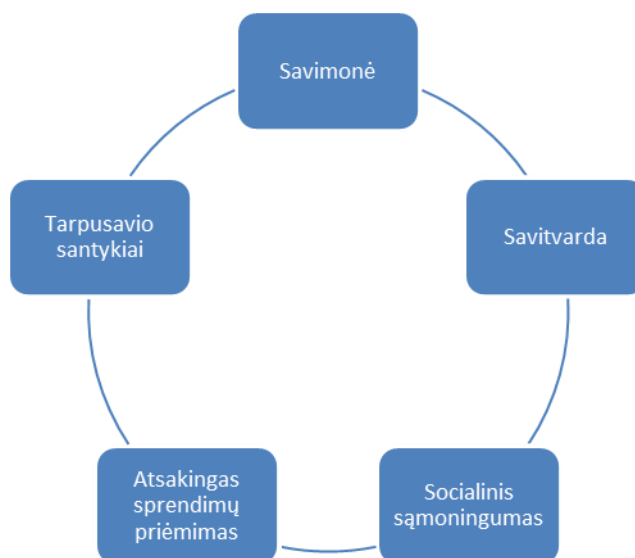 Savimonė
Savitvarda
Socialinis
sąmoningumas
Atsakingas
sprendimų
priėmimas
Tarpusavio
santykiai